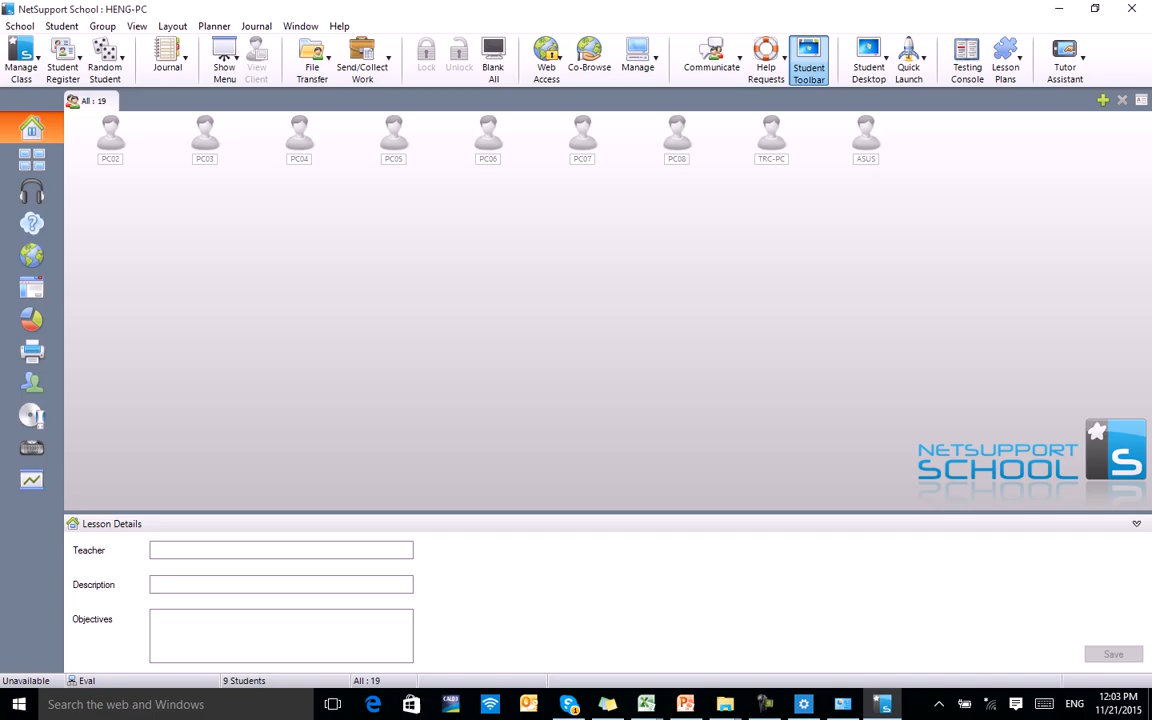 NetSupport School : HENG-PC
School Student Group View Layout Planner Journal Window Help
Manage Class
Student Register
Random Student
Journal
Show Menu
View Client
File Transfer
Send/Collect Work
Lock
Unlock
Blank All
Web Access
Co-Browse
Manage
Communicate
Help Requests
Student Toolbar
Student Desktop
Quick Launch
Testing Console
Lesson Plans
Tutor Assistant
All : 19
PC02 PC03 PC04 PC05 PC06 PC07 PC08 TRC-PC ASUS
NETSUPPORT
SCHOOL
S
Lesson Details
Teacher
Description
Objectives
Save
Unavailable Eval 9 Students All : 19
Search the web and Windows
ENG
12:03 PM
11/21/2015